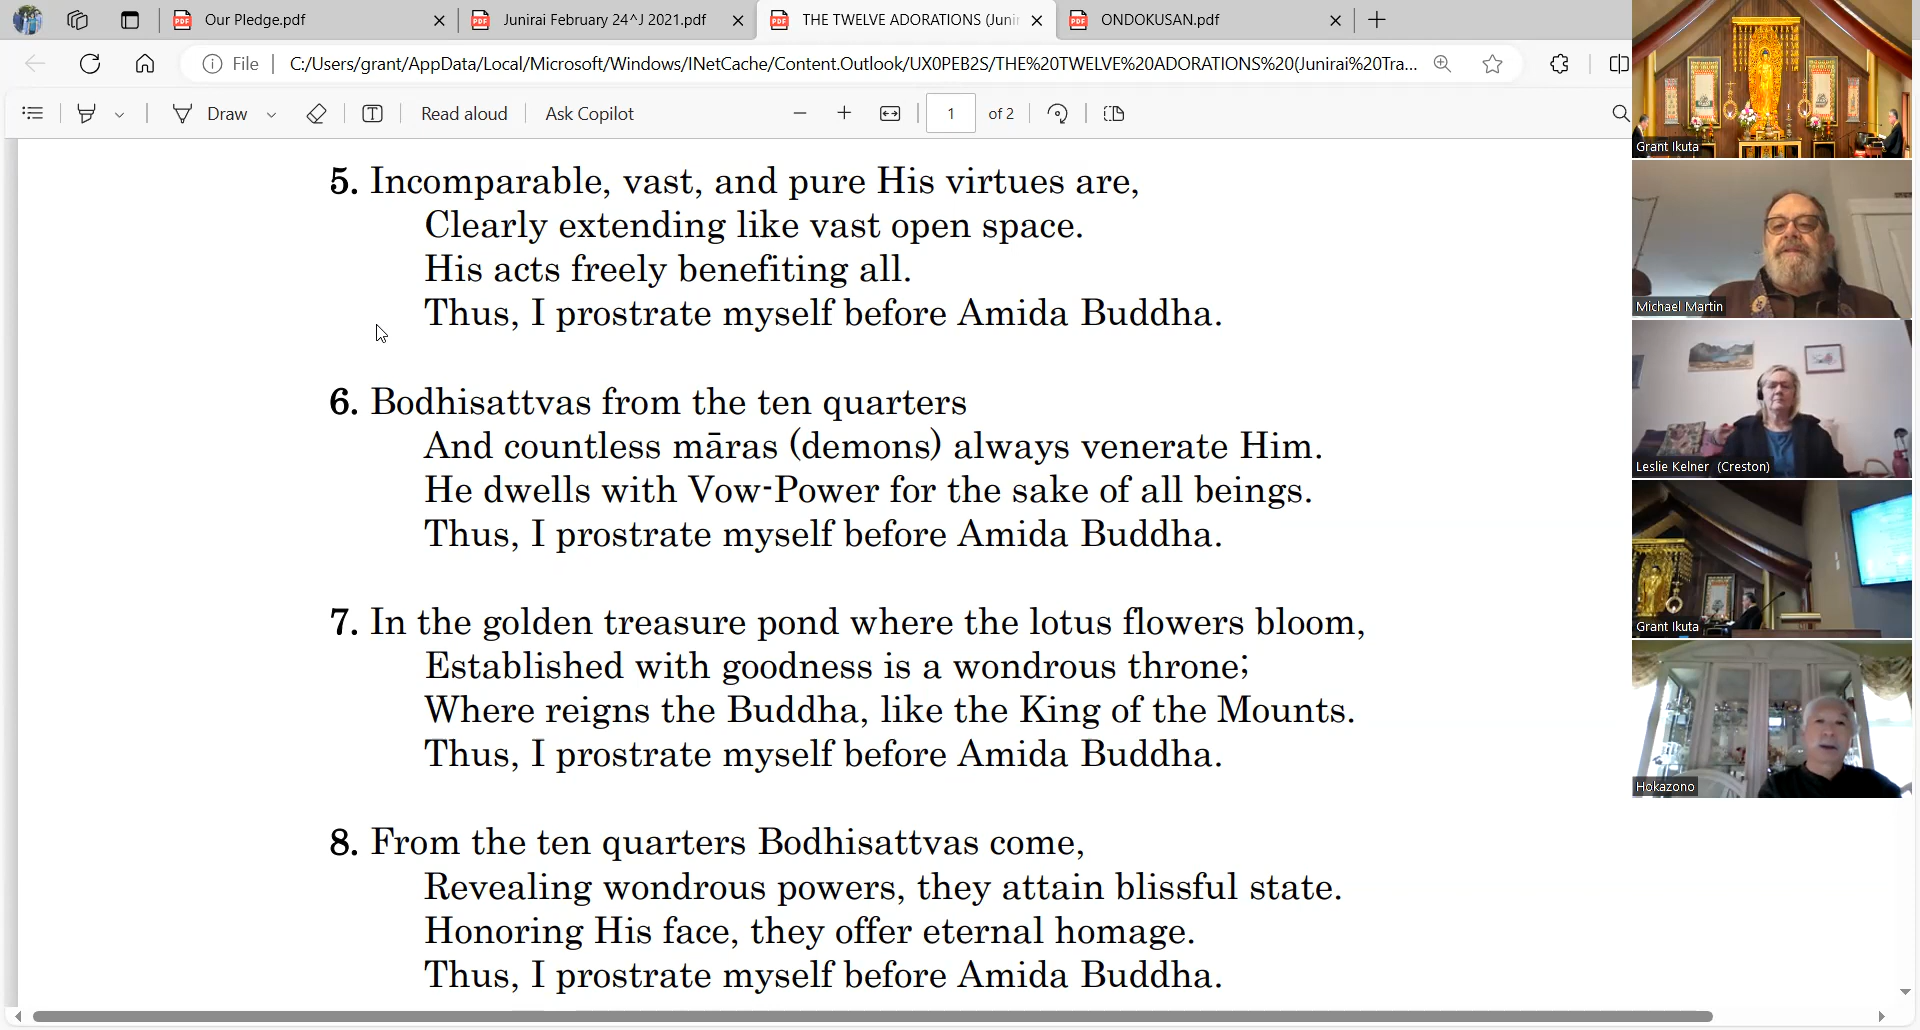 Our Pledge.pdf
Junirai February 24^J 2021.pdf
THE TWELVE ADORATIONS (Juni
ONDOKUSAN.pdf
File
C:/Users/grant/AppData/Local/Microsoft/Windows/INetCache/Content.Outlook/UX0PEB2S/THE%20TWELVE%20ADORATIONS%20(Junirai%20Tra...
Draw
Read aloud
Ask Copilot
1 of 2
5. Incomparable, vast, and pure His virtues are,
Clearly extending like vast open space.
His acts freely benefiting all.
Thus, I prostrate myself before Amida Buddha.
6. Bodhisattvas from the ten quarters
And countless māras (demons) always venerate Him.
He dwells with Vow-Power for the sake of all beings.
Thus, I prostrate myself before Amida Buddha.
7. In the golden treasure pond where the lotus flowers bloom,
Established with goodness is a wondrous throne;
Where reigns the Buddha, like the King of the Mounts.
Thus, I prostrate myself before Amida Buddha.
8. From the ten quarters Bodhisattvas come,
Revealing wondrous powers, they attain blissful state.
Honoring His face, they offer eternal homage.
Thus, I prostrate myself before Amida Buddha.
Grant Ikuta
Michael Martin
Leslie Kelner (Creston)
Grant Ikuta
Hokazono